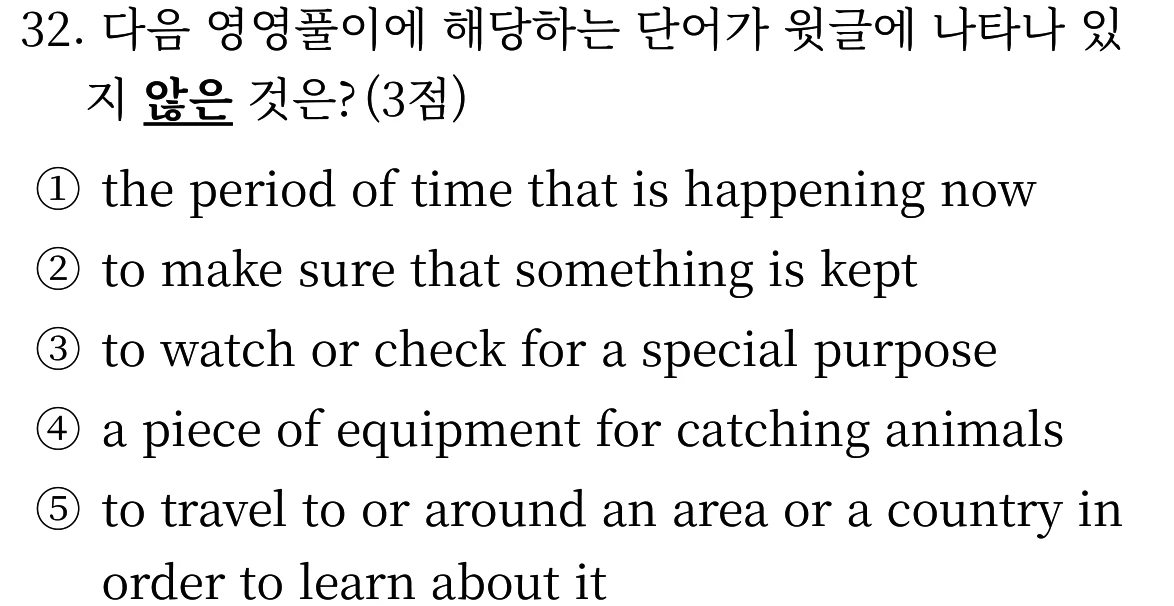 32. 다음 영영풀이에 해당하는 단어가 윗글에 나타나 있
지 않은 것은? (3점)
① the period of time that is happening now
② to make sure that something is kept
③ to watch or check for a special purpose
④ a piece of equipment for catching animals
⑤ to travel to or around an area or a country in
order to learn about it